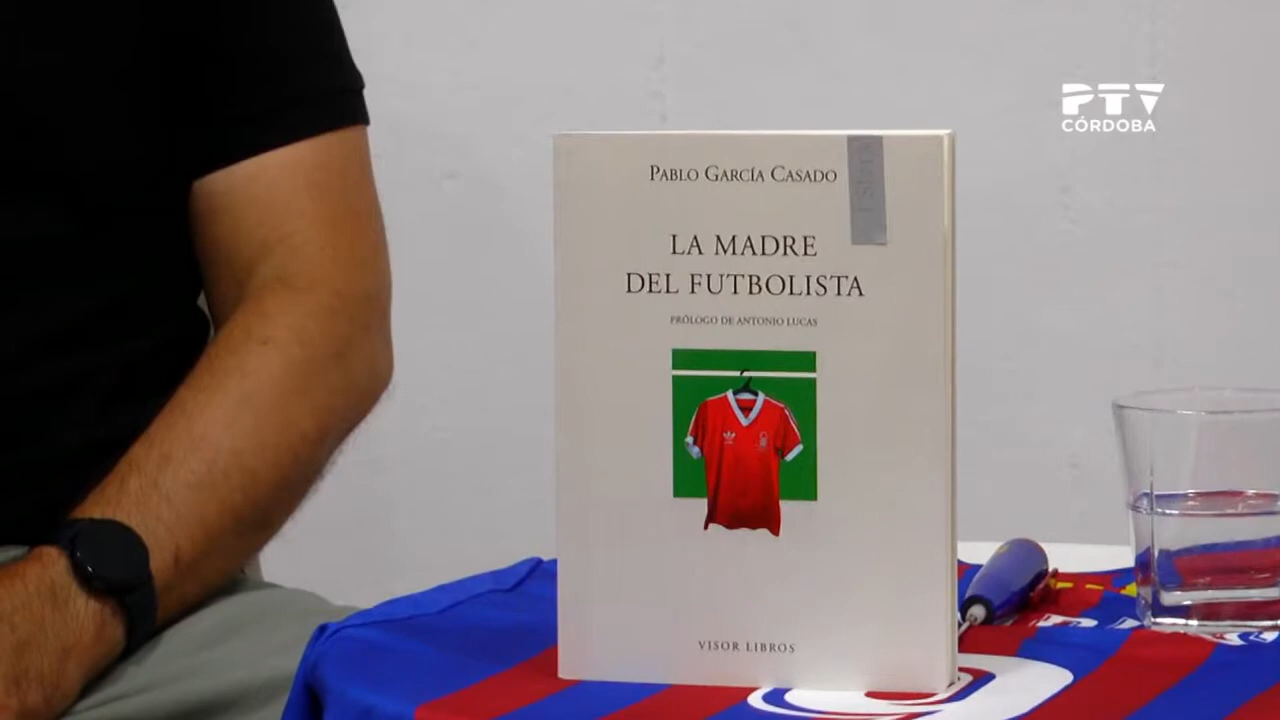 PTV
CÓRDOBA
PABLO GARCÍA CASADO
LA MADRE
DEL FUTBOLISTA
PRÓLOGO DE ANTONIO LUCAS
VISOR LIBROS